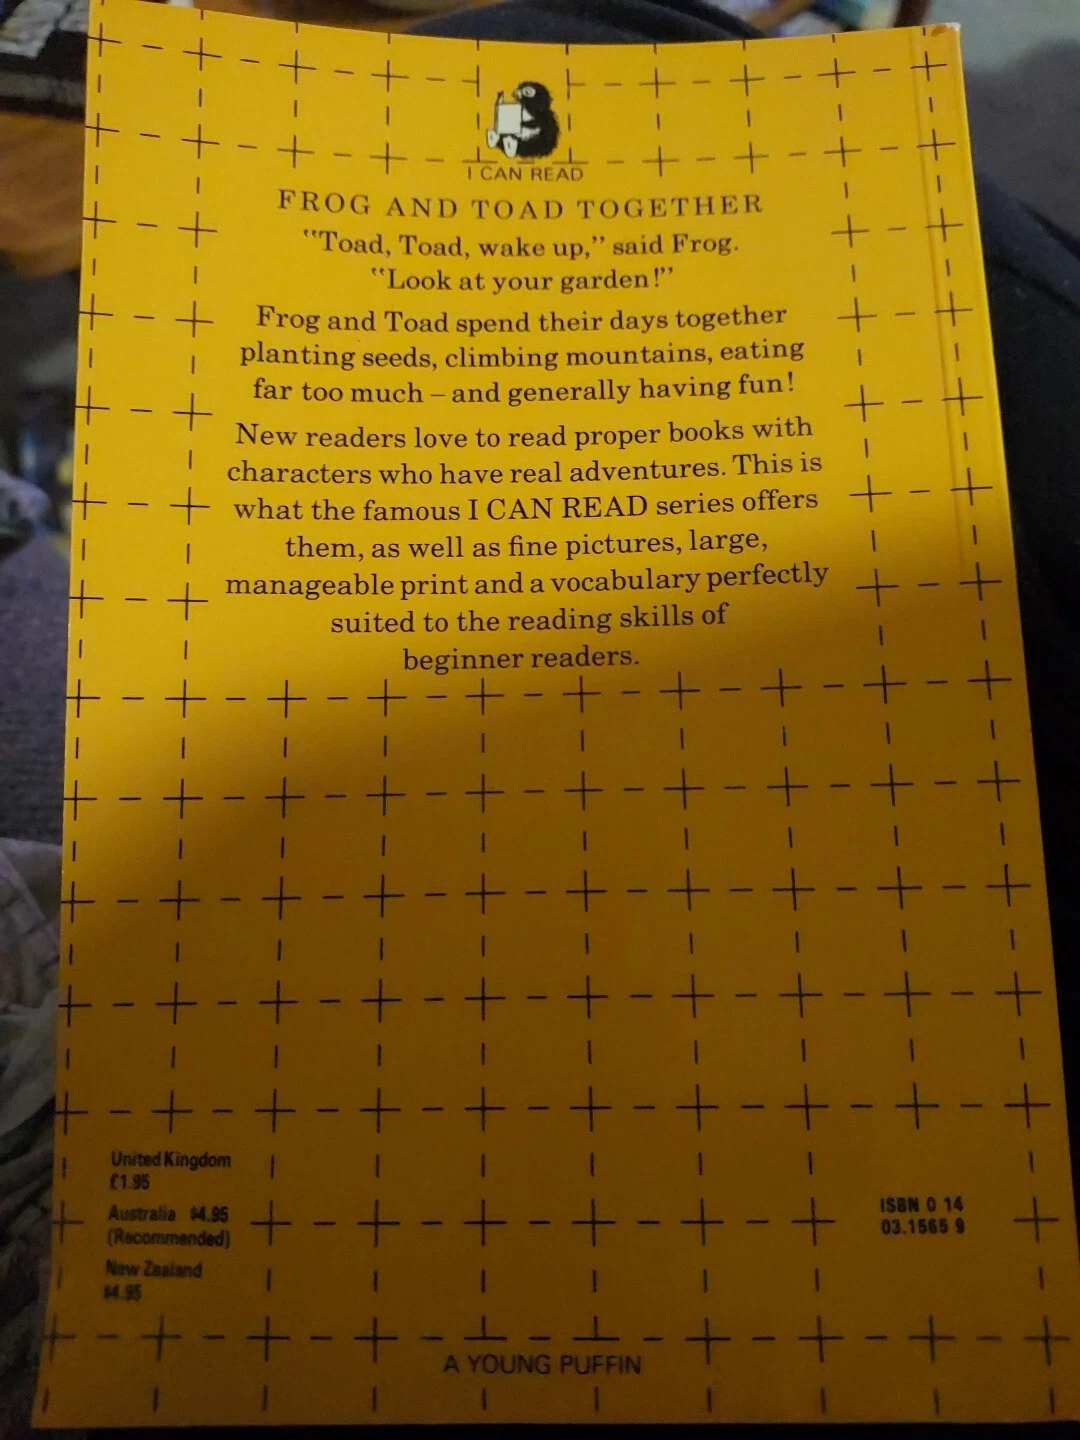 I CAN READ
FROG AND TOAD TOGETHER
“Toad, Toad, wake up,” said Frog.
“Look at your garden!”
Frog and Toad spend their days together
planting seeds, climbing mountains, eating
far too much – and generally having fun!
New readers love to read proper books with
characters who have real adventures. This is
what the famous I CAN READ series offers
them, as well as fine pictures, large,
manageable print and a vocabulary perfectly
suited to the reading skills of
beginner readers.
United Kingdom
£1.95
Australia $4.95
(Recommended)
New Zealand
$4.95
ISBN 0 14
03.1565 9
A YOUNG PUFFIN